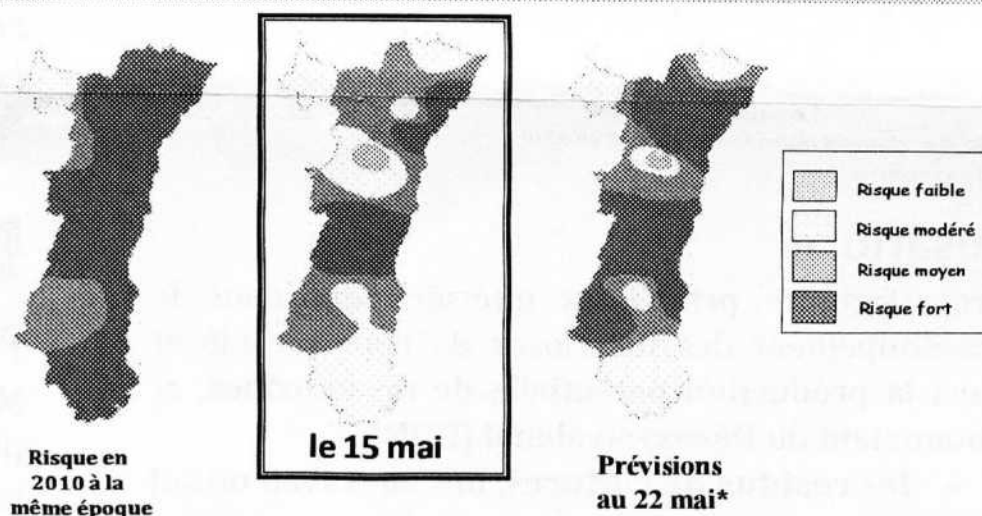 Risque en
2010 à la
même époque
le 15 mai
Prévisions
au 22 mai*
Risque faible
Risque modéré
Risque moyen
Risque fort